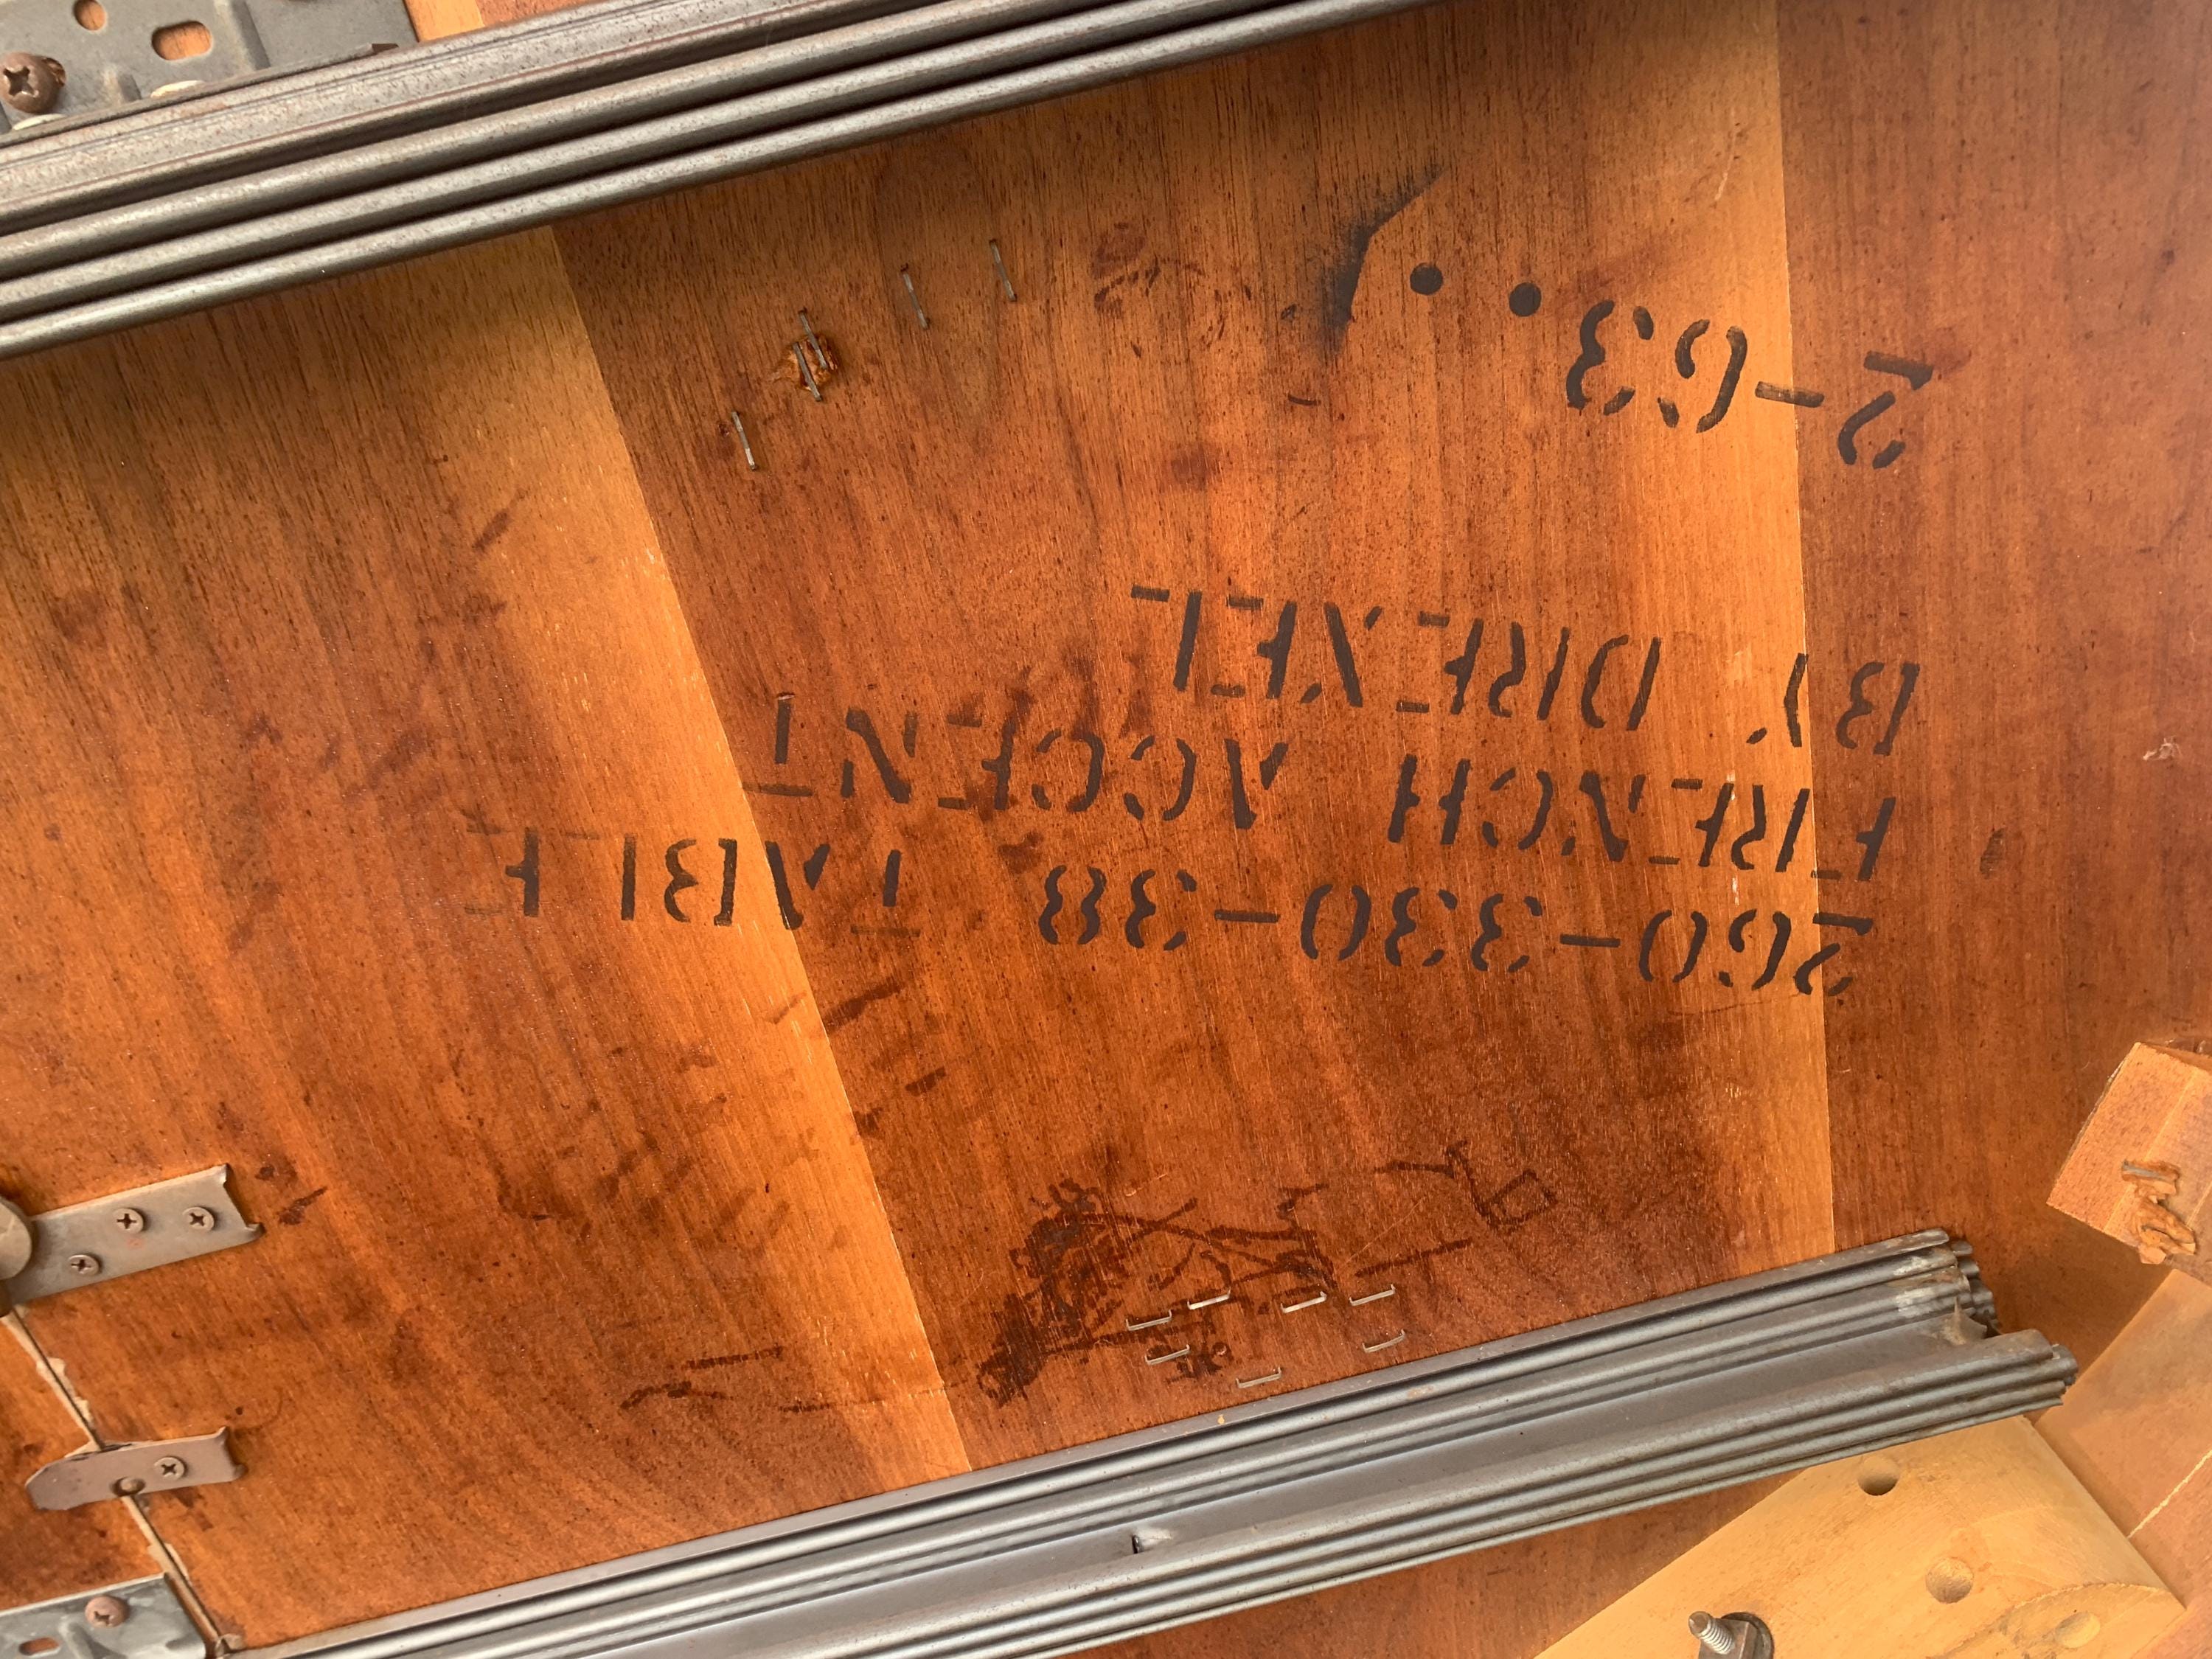 260-330-38 TABLE
FRENCH ACCENT
BY DREXEL
2-63